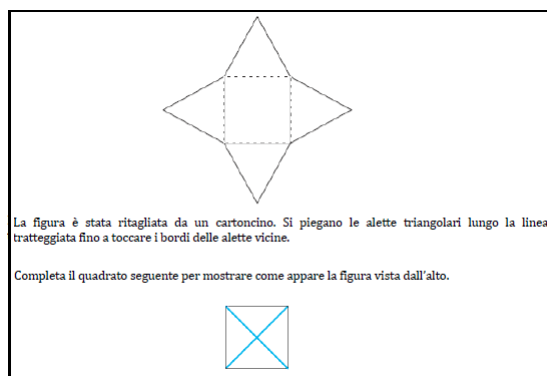 La figura è stata ritagliata da un cartoncino. Si piegano le alette triangolari lungo la linea
tratteggiata fino a toccare i bordi delle alette vicine.
Completa il quadrato seguente per mostrare come appare la figura vista dall'alto.